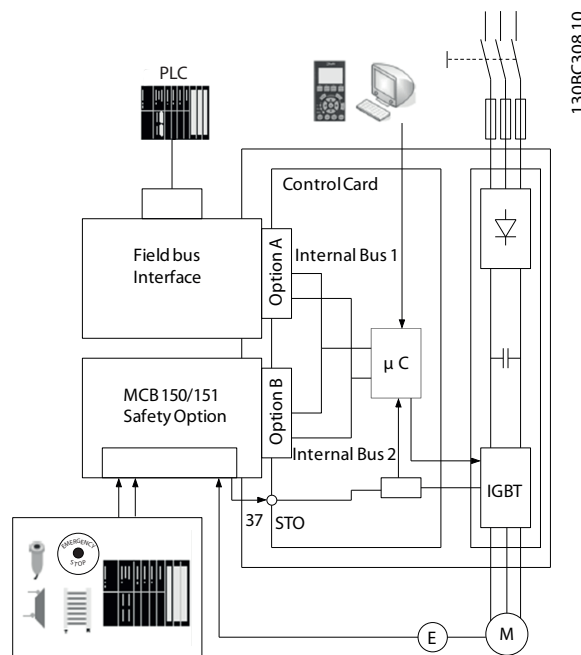 130BC308.10
PLC
Control Card
Field bus
Interface
Option A
Internal Bus 1
µ C
MCB 150/151
Safety Option
Option B
Internal Bus 2
IGBT
37
STO
EMERGENCY
STOP
E
M